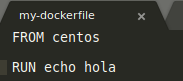 my-dockerfile
FROM centos
RUN echo hola